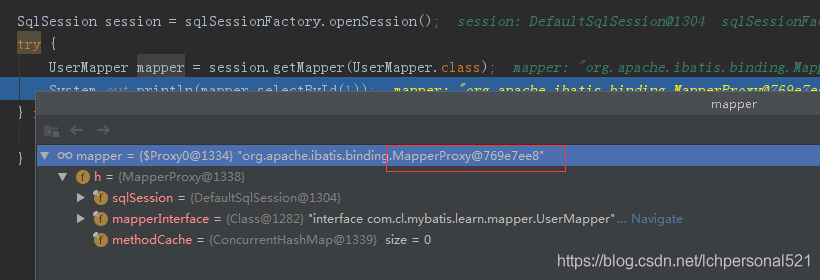 SqlSession session = sqlSessionFactory.openSession(); session: DefaultSqlSession@1304 sqlSessionFac
try {
UserMapper mapper = session.getMapper(UserMapper.class); mapper: "org.apache.ibatis.binding.Mapp
System.out.println(mapper.selectById(1)); mapper: "org.apache.ibatis.binding.MapperProxy@769e7ee
} 
mapper
}
mapper = {$Proxy0@1334} "org.apache.ibatis.binding.MapperProxy@769e7ee8"
f h = {MapperProxy@1338}
f sqlSession = {DefaultSqlSession@1304}
f mapperInterface = {Class@1282} "interface com.cl.mybatis.learn.mapper.UserMapper"... Navigate
f methodCache = {ConcurrentHashMap@1339} size = 0
https://blog.csdn.net/lchpersonal521